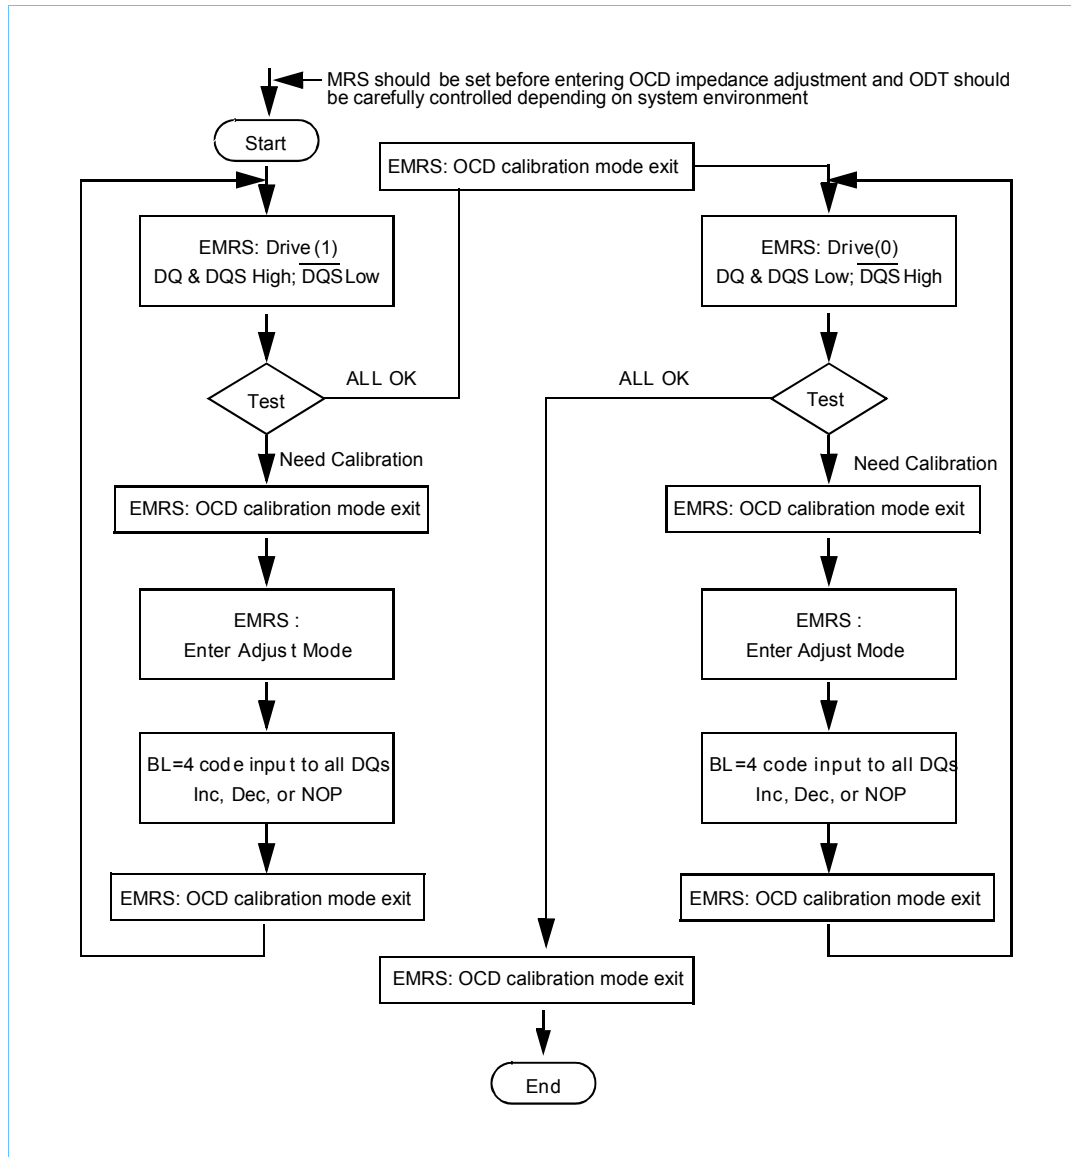 MRS should be set before entering OCD impedance adjustment and ODT should
be carefully controlled depending on system environment
Start
EMRS: OCD calibration mode exit
EMRS: Drive (1)
DQ & DQS High; D̅Q̅S̅ Low
Test
ALL OK
Need Calibration
EMRS: OCD calibration mode exit
EMRS :
Enter Adjust Mode
BL=4 code input to all DQs
Inc, Dec, or NOP
EMRS: OCD calibration mode exit
EMRS: Drive(0)
DQ & DQS Low; D̅Q̅S̅ High
Test
ALL OK
Need Calibration
EMRS: OCD calibration mode exit
EMRS :
Enter Adjust Mode
BL=4 code input to all DQs
Inc, Dec, or NOP
EMRS: OCD calibration mode exit
EMRS: OCD calibration mode exit
End